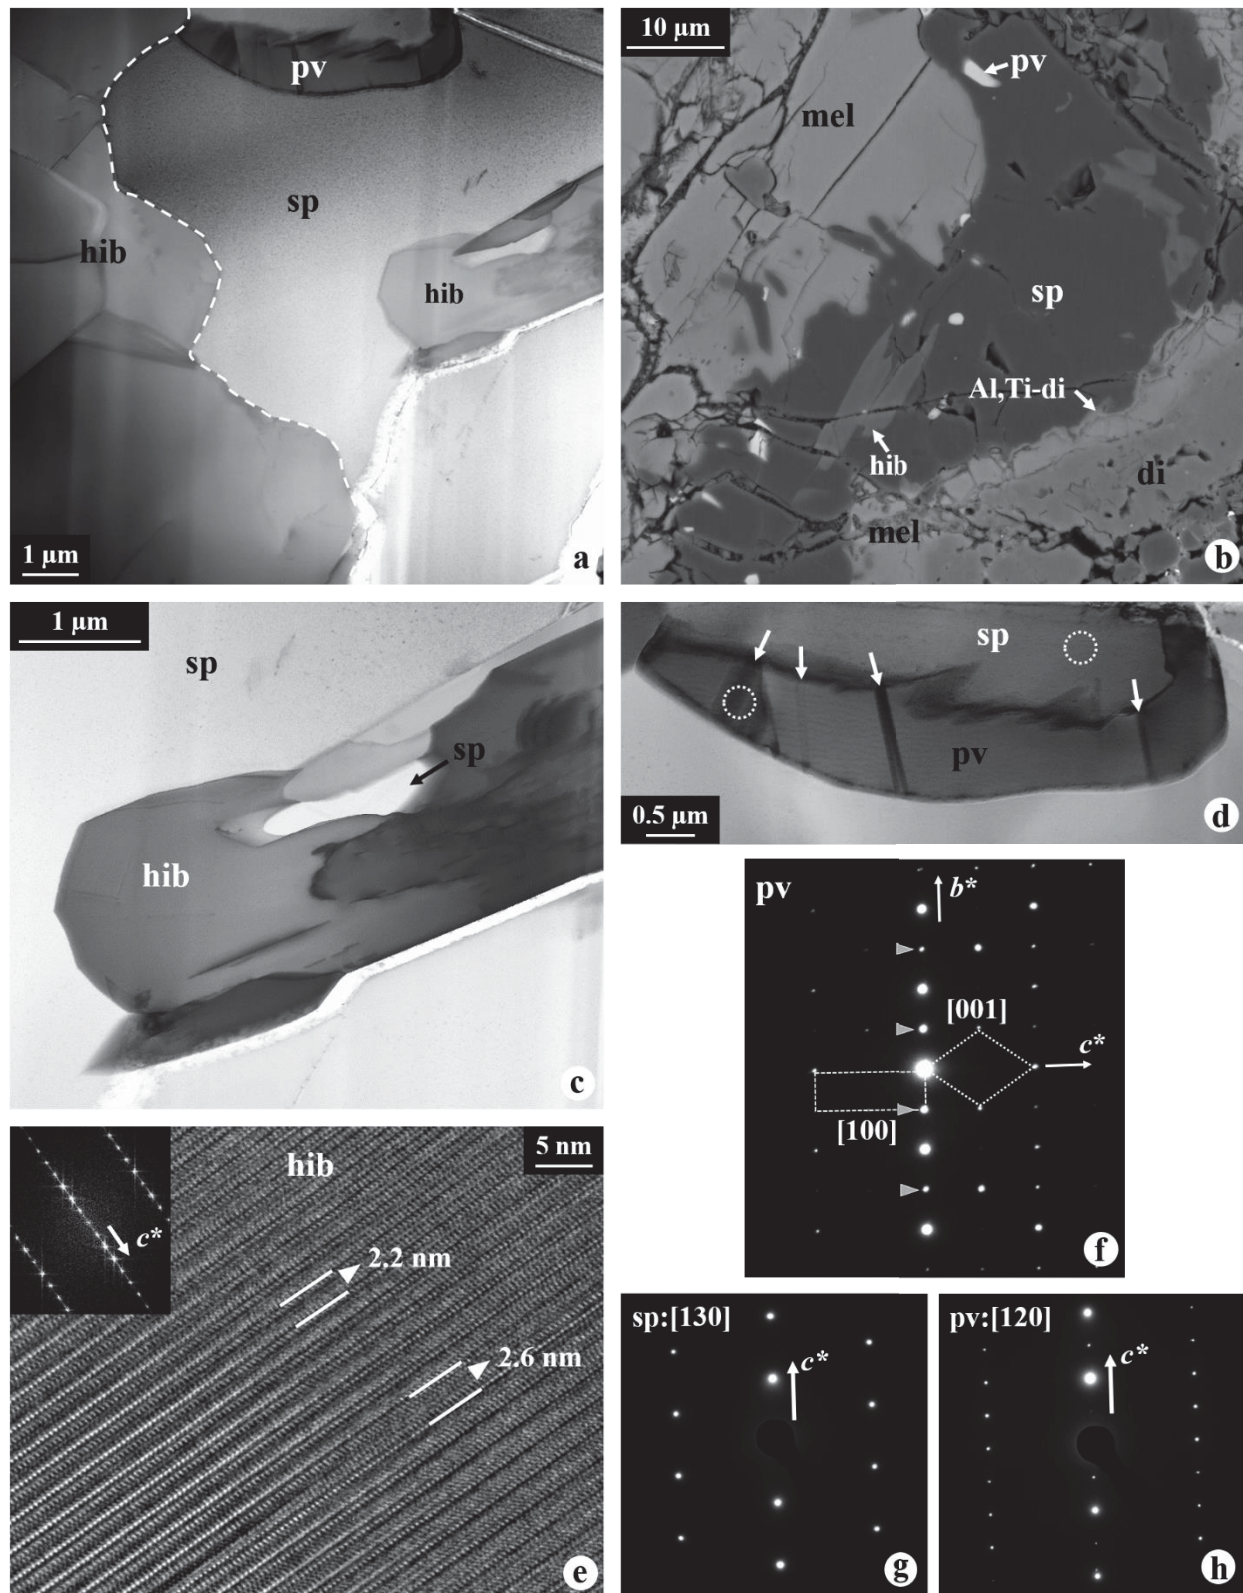 pv
sp
hib
hib
1 µm
a
10 µm
pv
mel
sp
Al,Ti-di
hib
di
mel
b
1 µm
sp
sp
hib
c
sp
pv
0.5 µm
d
pv
b*
[001]
c*
[100]
f
5 nm
hib
c*
2.2 nm
2.6 nm
e
sp:[130]
c*
g
pv:[120]
c*
h